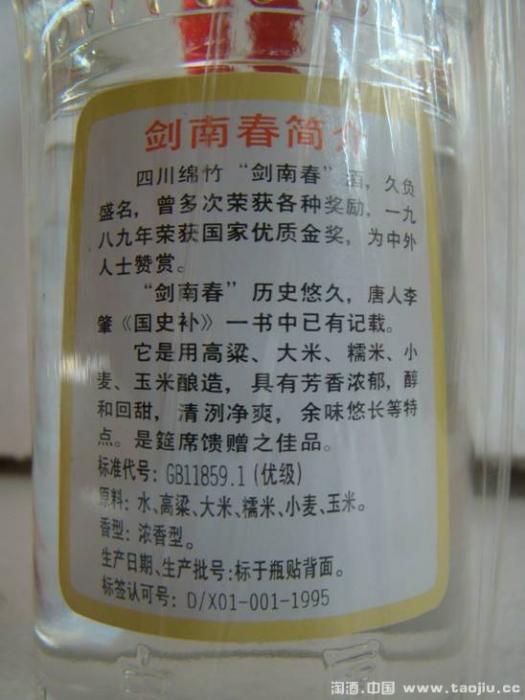 剑南春简介
四川绵竹“剑南春”酒，久负
盛名，曾多次荣获各种奖励，一九
八九年荣获国家优质金奖，为中外
人士赞赏。
“剑南春”历史悠久，唐人李
肇《国史补》一书中已有记载。
它是用高粱、大米、糯米、小
麦、玉米酿造，具有芳香浓郁，醇
和回甜，清洌净爽，余味悠长等特
点。是筵席馈赠之佳品。
标准代号：GB11859.1（优级）
原料：水、高粱、大米、糯米、小麦、玉米。
香型：浓香型。
生产日期、生产批号：标于瓶贴背面。
标签认可号：D/X01-001-1995
淘酒.中国 www.taojiu.cc